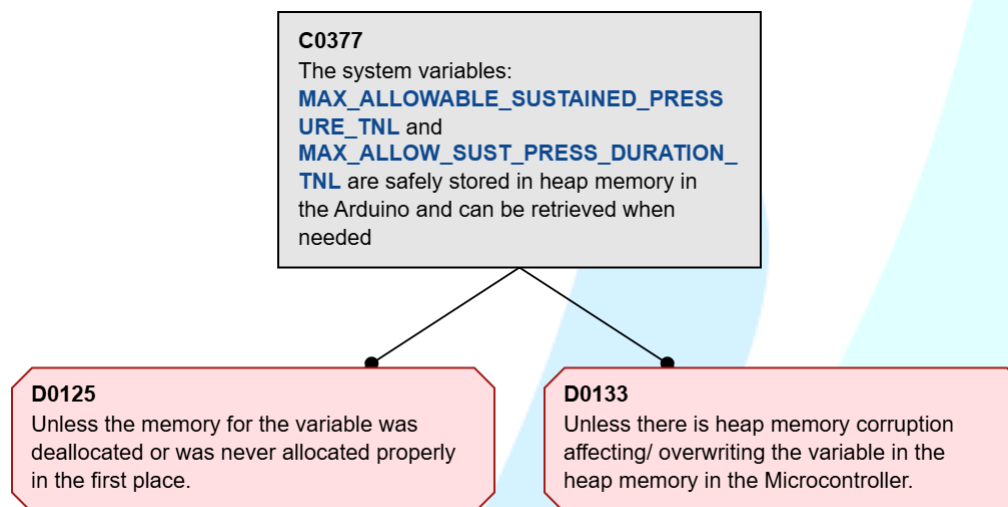 C0377
The system variables:
MAX_ALLOWABLE_SUSTAINED_PRESS
URE_TNL and
MAX_ALLOW_SUST_PRESS_DURATION_
TNL are safely stored in heap memory in
the Arduino and can be retrieved when
needed
D0125
Unless the memory for the variable was
deallocated or was never allocated properly
in the first place.
D0133
Unless there is heap memory corruption
affecting/ overwriting the variable in the
heap memory in the Microcontroller.